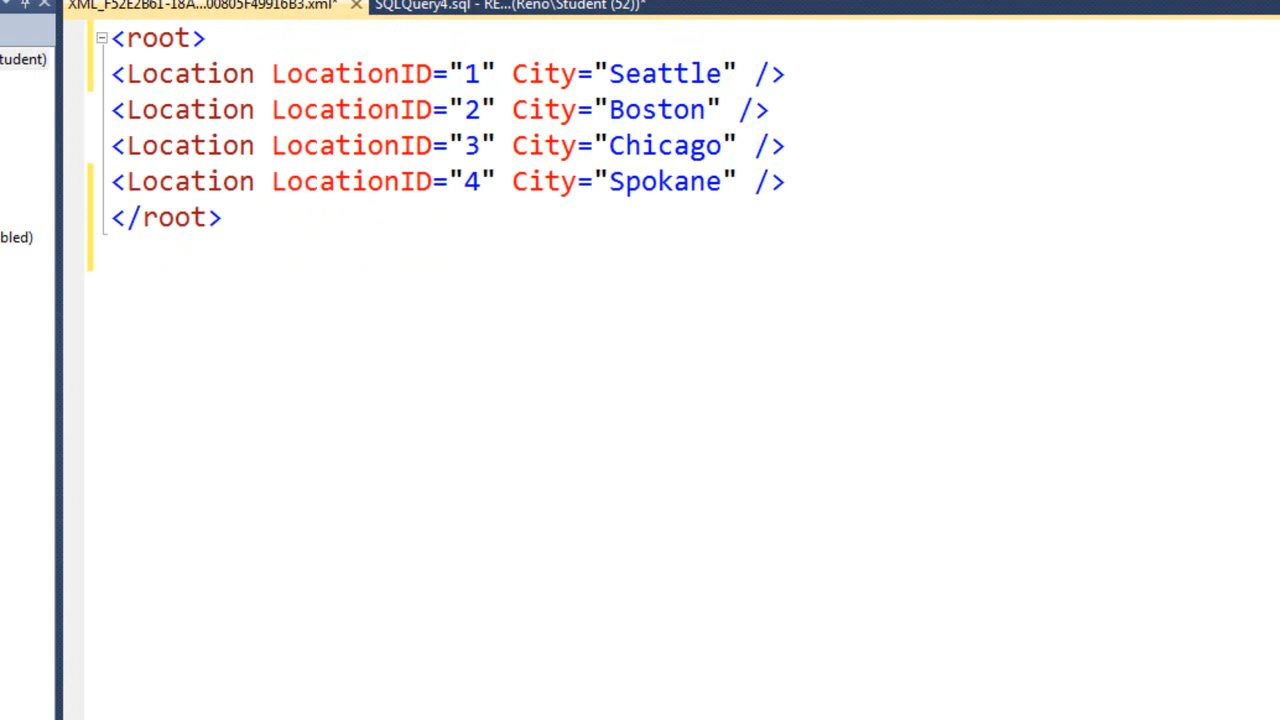 XML_F52E2B61-18A...00805F49916B3.xml*
SQLQuery4.sql - RE...(Reno\Student (52))*
tudent)
bled)
<root>
<Location LocationID="1" City="Seattle" />
<Location LocationID="2" City="Boston" />
<Location LocationID="3" City="Chicago" />
<Location LocationID="4" City="Spokane" />
</root>